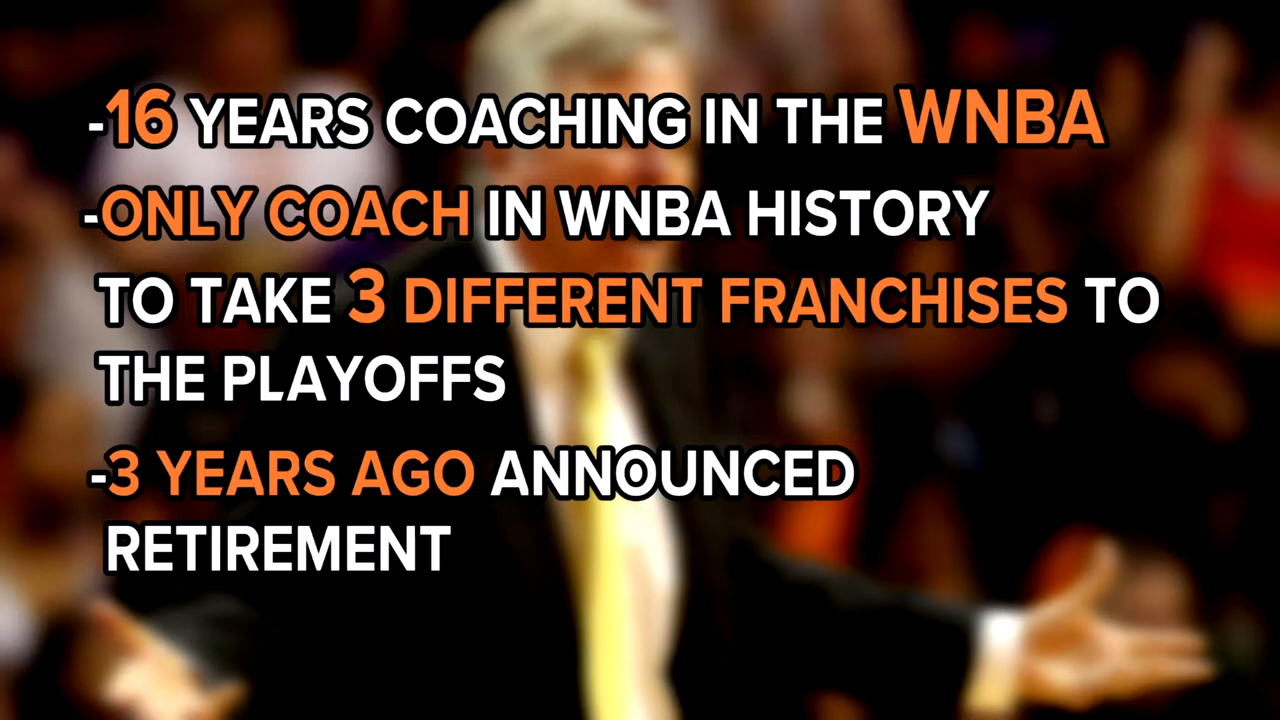 -16 YEARS COACHING IN THE WNBA
-ONLY COACH IN WNBA HISTORY
TO TAKE 3 DIFFERENT FRANCHISES TO
THE PLAYOFFS
-3 YEARS AGO ANNOUNCED
RETIREMENT